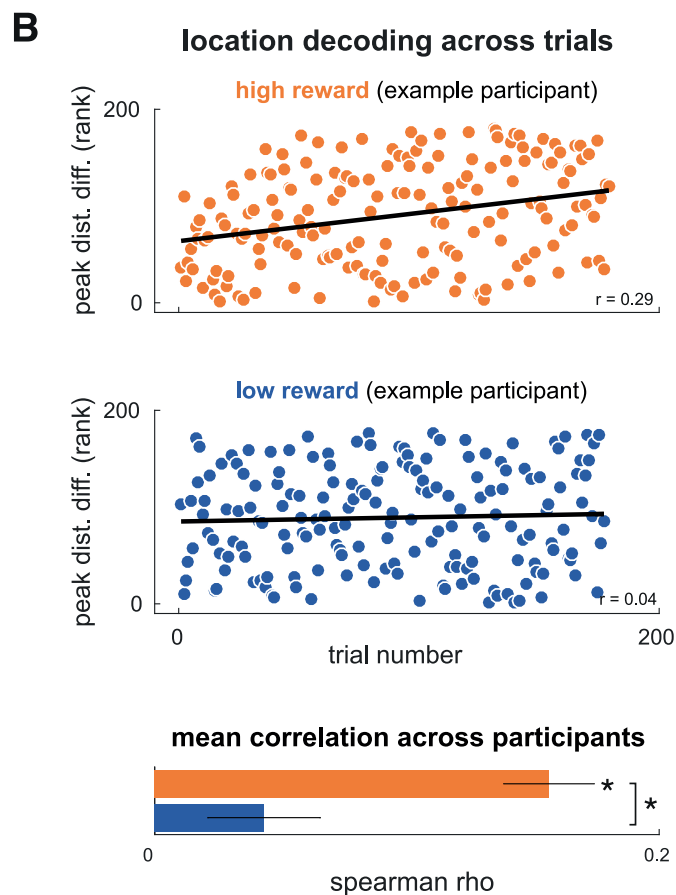 B
location decoding across trials
high reward (example participant)
200
peak dist. diff. (rank)
0
r = 0.29
low reward (example participant)
200
peak dist. diff. (rank)
0
r = 0.04
0
200
trial number
mean correlation across participants
*
*
0
0.2
spearman rho